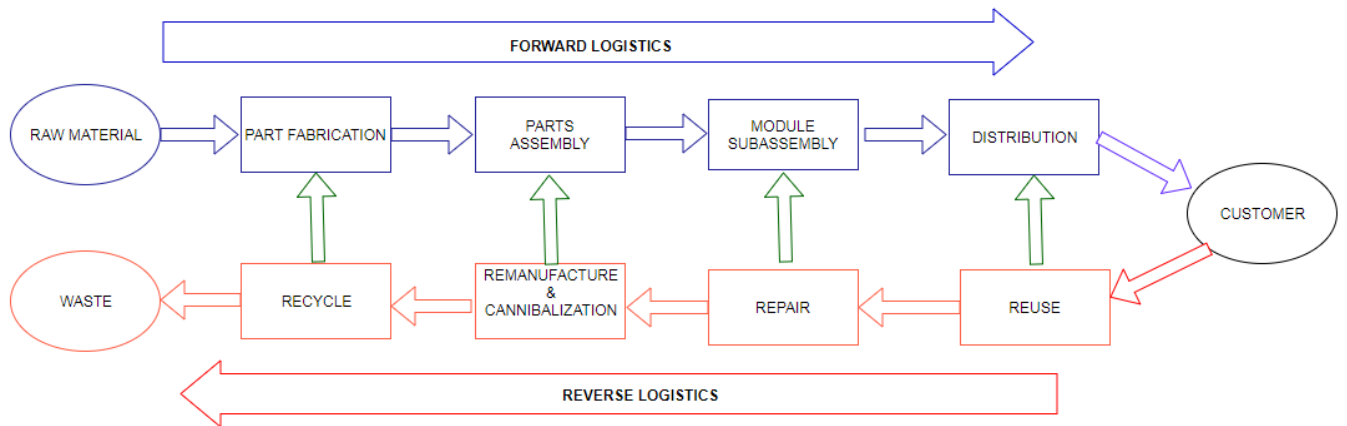 FORWARD LOGISTICS
RAW MATERIAL
PART FABRICATION
PARTS
ASSEMBLY
MODULE
SUBASSEMBLY
DISTRIBUTION
CUSTOMER
WASTE
RECYCLE
REMANUFACTURE
&
CANNIBALIZATION
REPAIR
REUSE
REVERSE LOGISTICS